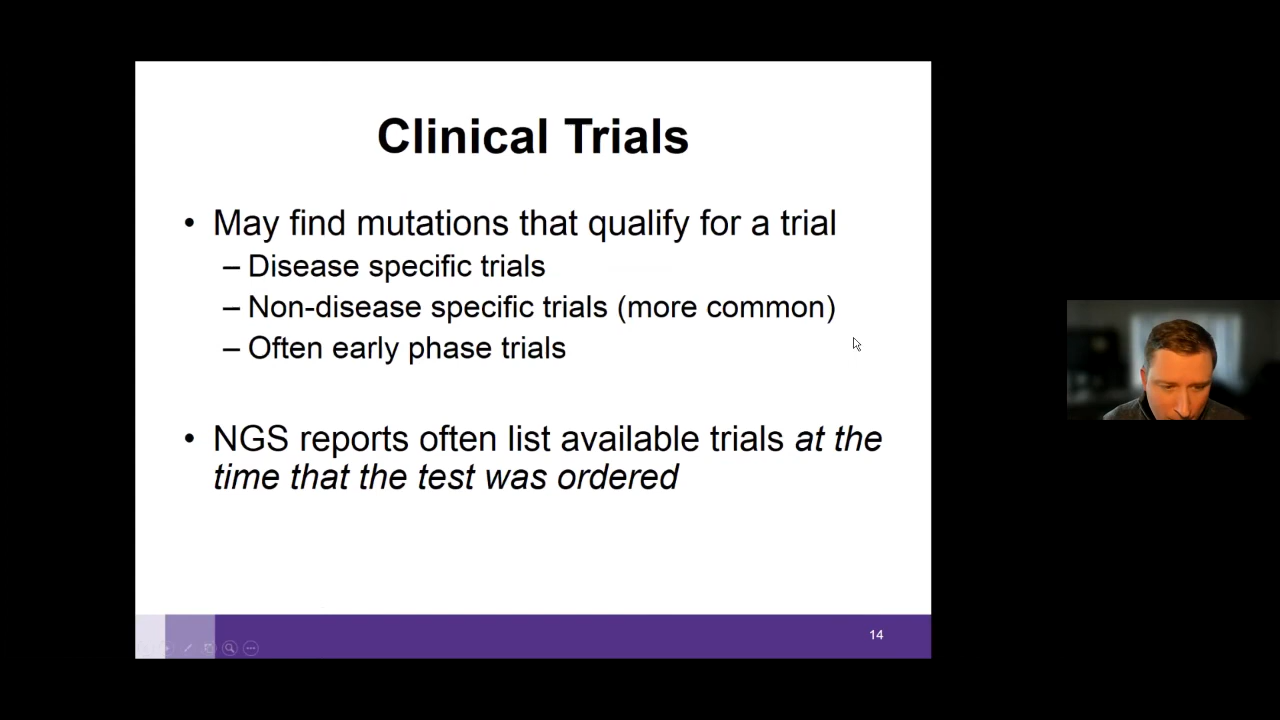 Clinical Trials
• May find mutations that qualify for a trial
– Disease specific trials
– Non-disease specific trials (more common)
– Often early phase trials
• NGS reports often list available trials at the
time that the test was ordered
14